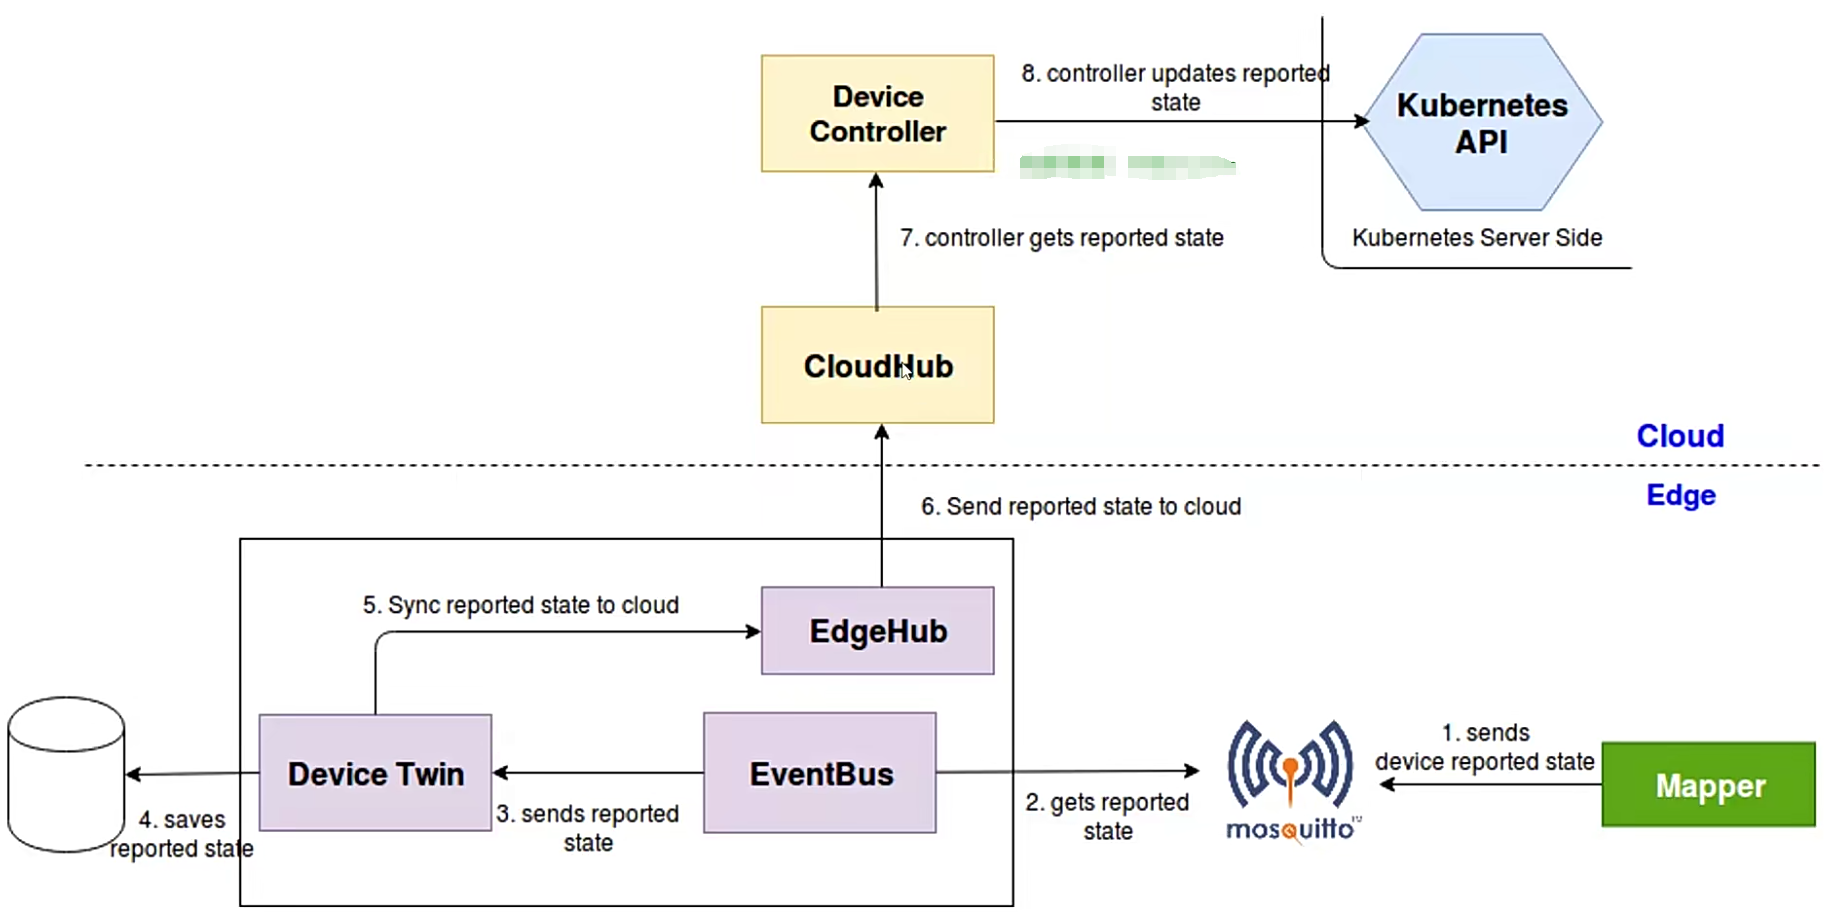 Device
Controller
8. controller updates reported
state
Kubernetes
API
7. controller gets reported state
Kubernetes Server Side
CloudHub
Cloud
Edge
6. Send reported state to cloud
5. Sync reported state to cloud
EdgeHub
Device Twin
EventBus
3. sends reported
state
4. saves
reported state
2. gets reported
state
mosquitto
1. sends
device reported state
Mapper